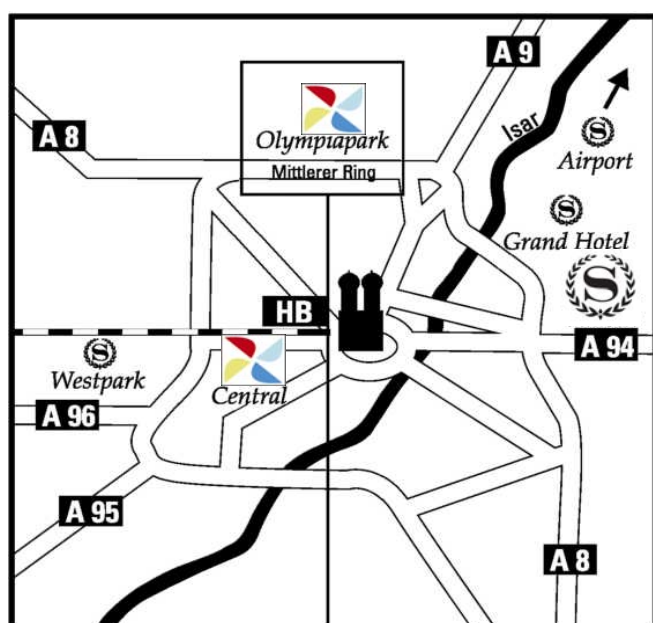 A 9
Isar
A 8
Olympiapark
S
Airport
Mittlerer Ring
S
Grand Hotel
S
HB
A 94
S
Westpark
Central
A 96
A 95
A 8